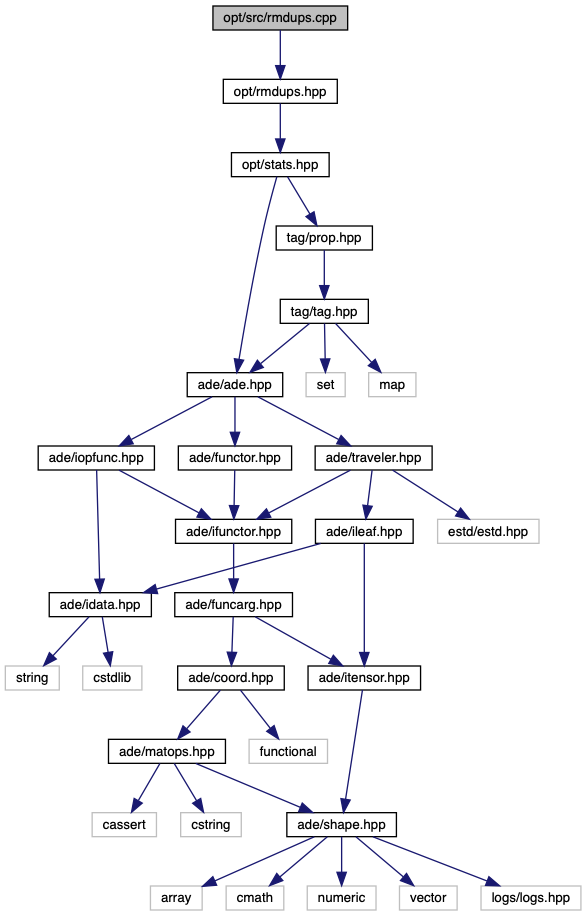 opt/src/rmdups.cpp
opt/rmdups.hpp
opt/stats.hpp
tag/prop.hpp
tag/tag.hpp
ade/ade.hpp
set
map
ade/iopfunc.hpp
ade/functor.hpp
ade/traveler.hpp
ade/ifunctor.hpp
ade/ileaf.hpp
estd/estd.hpp
ade/idata.hpp
ade/funcarg.hpp
string
cstdlib
ade/coord.hpp
ade/itensor.hpp
ade/matops.hpp
functional
cassert
cstring
ade/shape.hpp
array
cmath
numeric
vector
logs/logs.hpp